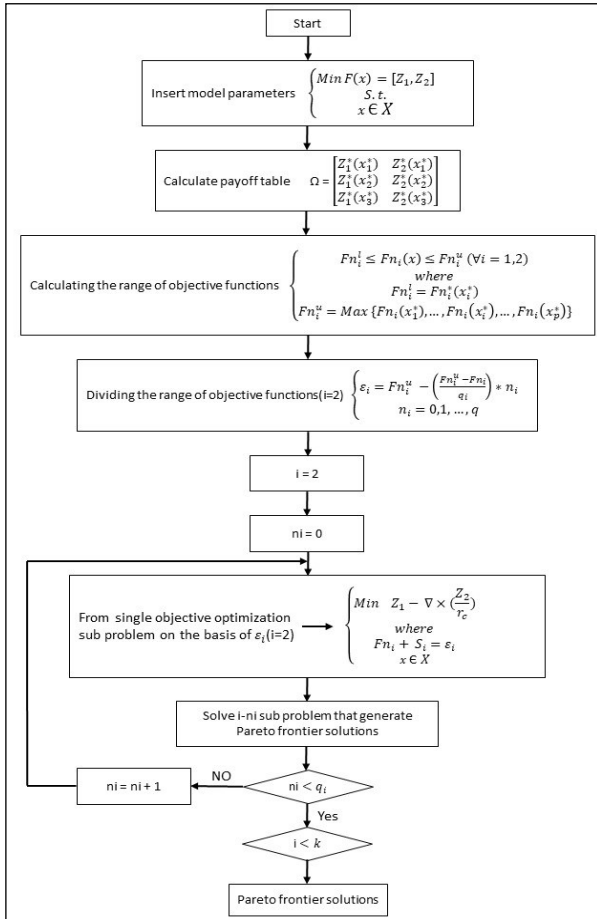 Start
Insert model parameters
Min F(x) = [Z₁, Z₂]
S. t.
x ∈ X
Calculate payoff table
Ω = [Z₁*(x₁*) Z₂*(x₁*)
Z₁*(x₂*) Z₂*(x₂*)
Z₁*(x₃*) Z₂*(x₃*)]
Calculating the range of objective functions
Fnᵢˡ ≤ Fnᵢ(x) ≤ Fnᵢᵘ (∀i = 1,2)
where
Fnᵢˡ = Fnᵢ*(xᵢ*)
Fnᵢᵘ = Max {Fnᵢ(x₁*), ..., Fnᵢ(xᵢ*), ..., Fnᵢ(xₚ*)}
Dividing the range of objective functions(i=2)
εᵢ = Fnᵢᵘ − ((Fnᵢᵘ − Fnᵢ)/qᵢ) * nᵢ
nᵢ = 0,1, ..., q
i = 2
ni = 0
From single objective optimization
sub problem on the basis of εᵢ(i=2)
Min Z₁ − ∇ × (Z₂/r_c)
where
Fnᵢ + Sᵢ = εᵢ
x ∈ X
Solve i-ni sub problem that generate
Pareto frontier solutions
ni = ni + 1
NO
ni < qᵢ
Yes
i < k
Pareto frontier solutions